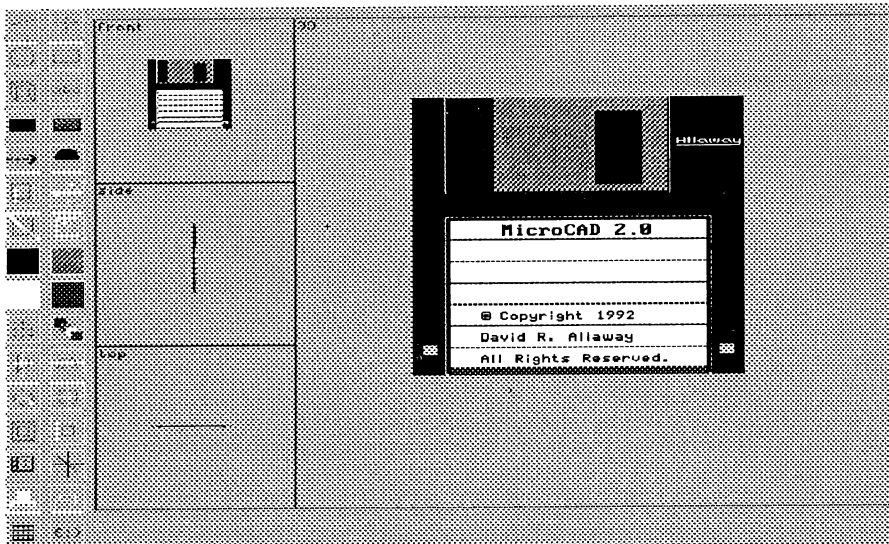 front
3D
Allaway
side
MicroCAD 2.0
© Copyright 1992
David R. Allaway
top
All Rights Reserved.
C:>